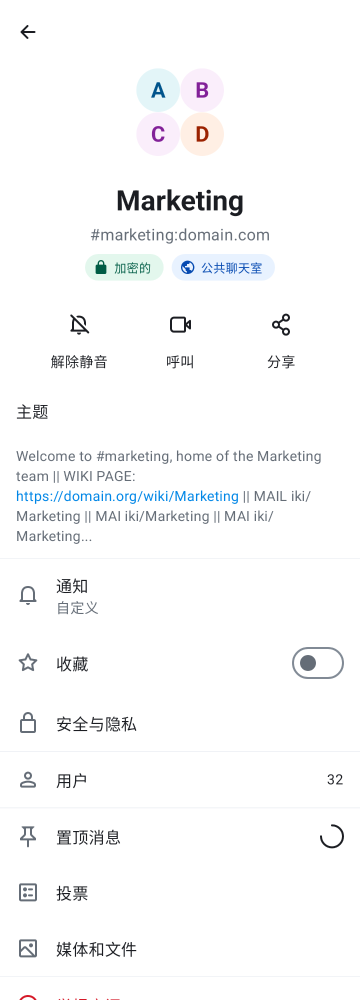 A B
C D
Marketing
#marketing:domain.com
加密的 公共聊天室
解除静音 呼叫 分享
主题
Welcome to #marketing, home of the Marketing
team || WIKI PAGE:
https://domain.org/wiki/Marketing || MAIL iki/
Marketing || MAI iki/Marketing || MAI iki/
Marketing...
通知
自定义
收藏
安全与隐私
用户 32
置顶消息
投票
媒体和文件